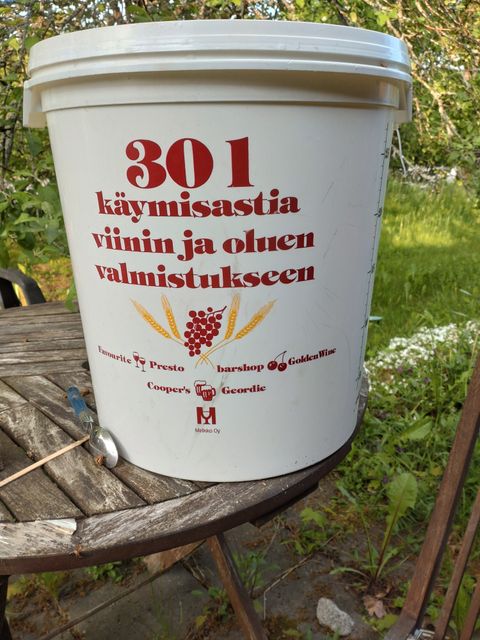 30 l
käymisastia
viinin ja oluen
valmistukseen
Favourite Presto barshop GoldenWine
Cooper's Geordie
Melkko Oy